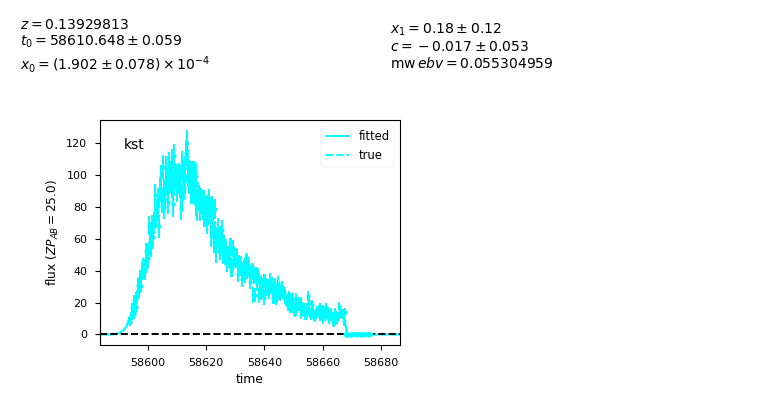 z = 0.13929813
t0 = 58610.648 ± 0.059
x0 = (1.902 ± 0.078) × 10^-4
x1 = 0.18 ± 0.12
c = −0.017 ± 0.053
mw ebv = 0.055304959
kst
fitted
true
120
100
80
60
40
20
0
flux (ZP_AB = 25.0)
58600 58620 58640 58660 58680
time